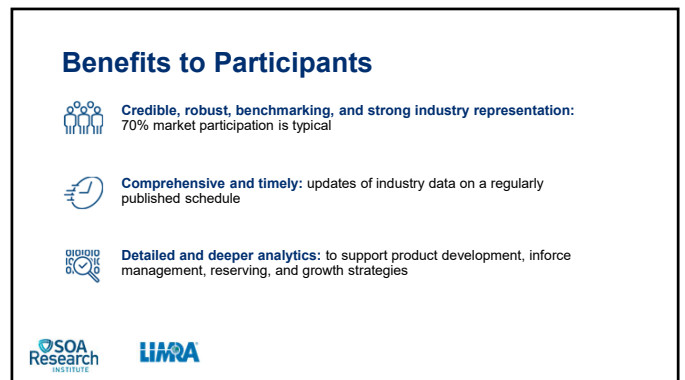 Benefits to Participants
Credible, robust, benchmarking, and strong industry representation:
70% market participation is typical
Comprehensive and timely: updates of industry data on a regularly
published schedule
Detailed and deeper analytics: to support product development, inforce
management, reserving, and growth strategies
SOA
Research
INSTITUTE
LIMRA